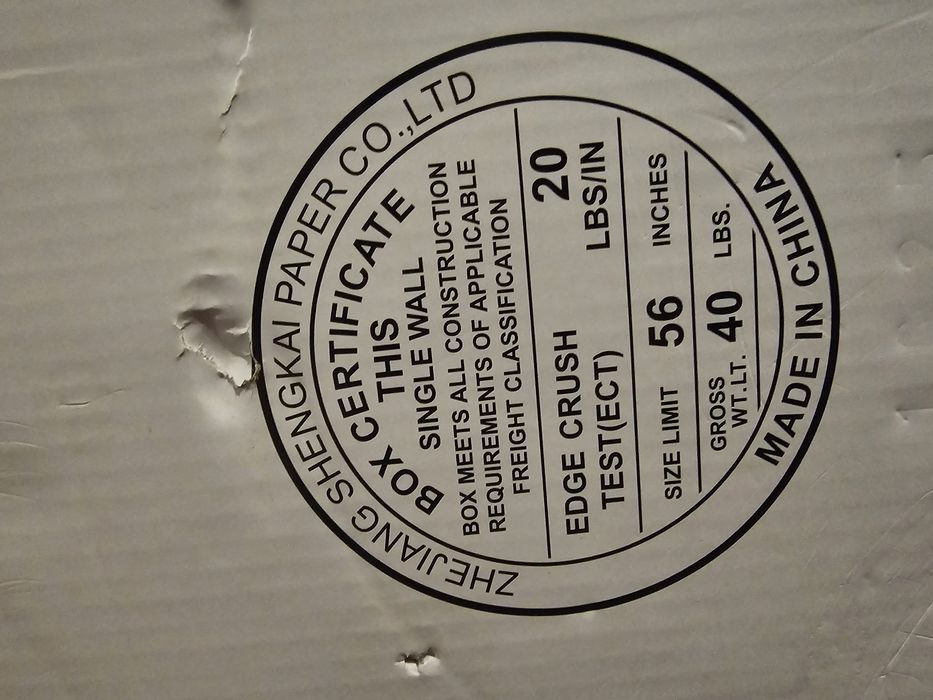 ZHEJIANG SHENGKAI PAPER CO.,LTD
BOX CERTIFICATE
THIS
SINGLE WALL
BOX MEETS ALL CONSTRUCTION
REQUIREMENTS OF APPLICABLE
FREIGHT CLASSIFICATION
EDGE CRUSH 20
TEST(ECT) LBS/IN
SIZE LIMIT 56 INCHES
GROSS
WT.LT. 40 LBS.
MADE IN CHINA